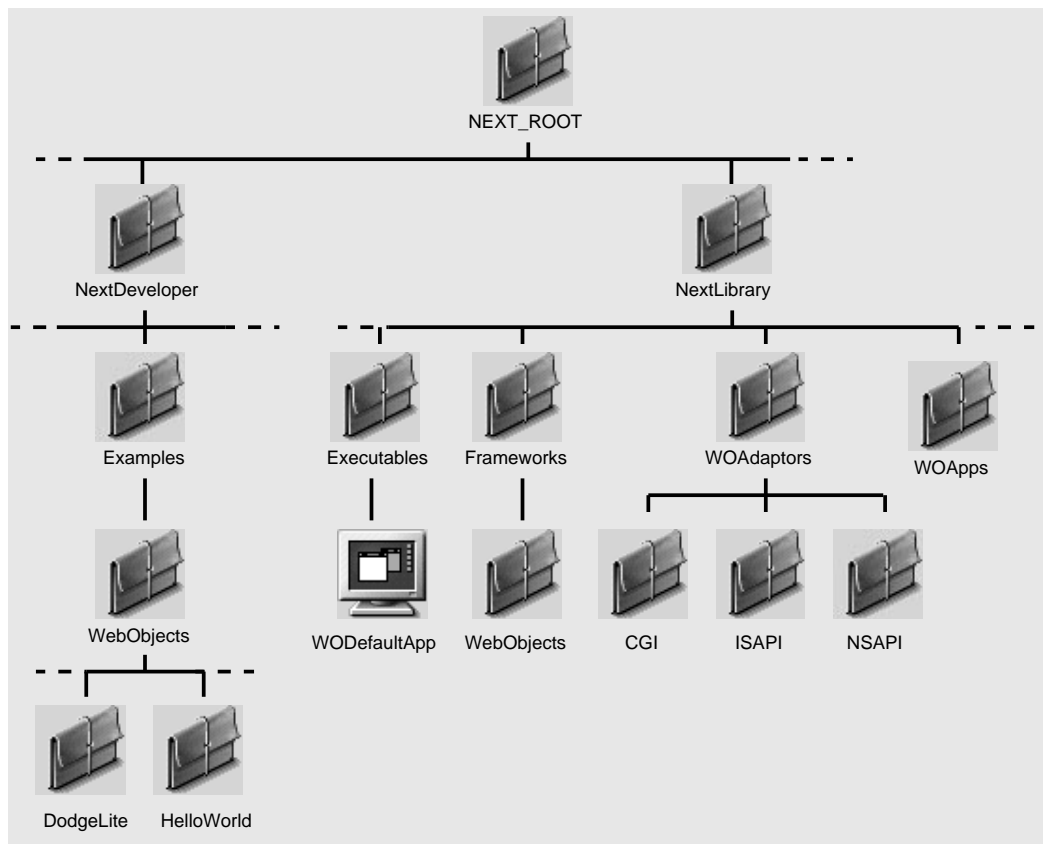 NEXT_ROOT
NextDeveloper
NextLibrary
Examples
Executables
Frameworks
WOAdaptors
WOApps
WebObjects
WODefaultApp
WebObjects
CGI
ISAPI
NSAPI
DodgeLite
HelloWorld